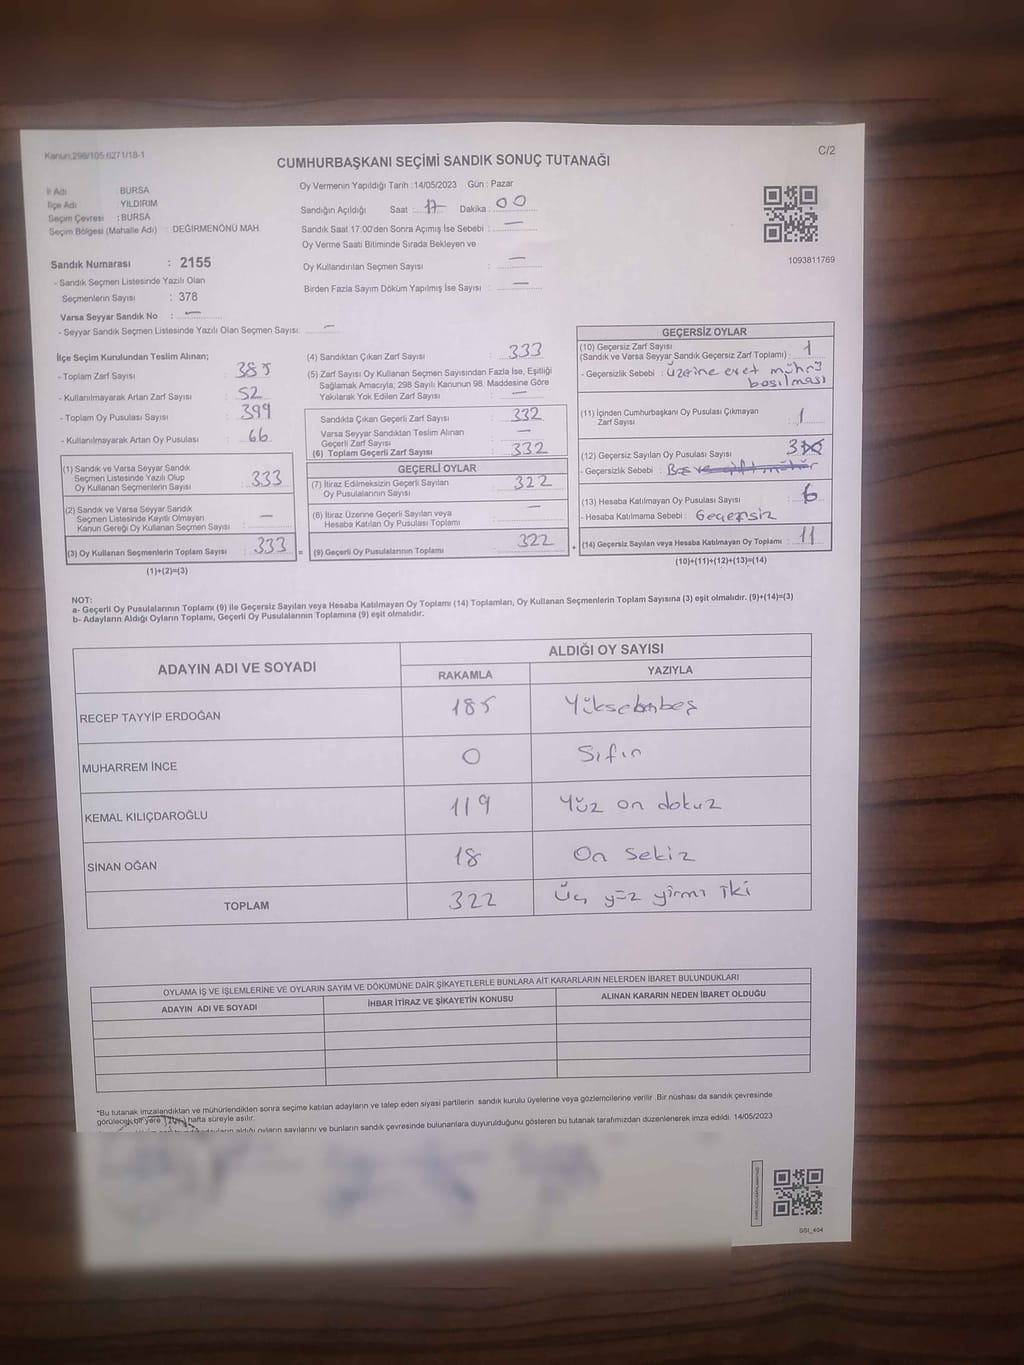 Kanun:298/105,6271/18-1
C/2
CUMHURBAŞKANI SEÇİMİ SANDIK SONUÇ TUTANAĞI
İl Adı BURSA
İlçe Adı YILDIRIM
Seçim Çevresi : BURSA
Seçim Bölgesi (Mahalle Adı) : DEĞİRMENÖNÜ MAH.
Oy Vermenin Yapıldığı Tarih :14/05/2023 Gün : Pazar
Sandığın Açıldığı Saat : 17 Dakika : 00
Sandık Saat 17:00'den Sonra Açımış İse Sebebi : —
Oy Verme Saati Bitiminde Sırada Bekleyen ve
Oy Kullandırılan Seçmen Sayısı : —
Birden Fazla Sayım Döküm Yapılmış İse Sayısı : —
1093811769
Sandık Numarası : 2155
- Sandık Seçmen Listesinde Yazılı Olan
Seçmenlerin Sayısı : 378
Varsa Seyyar Sandık No : —
- Seyyar Sandık Seçmen Listesinde Yazılı Olan Seçmen Sayısı: —
İlçe Seçim Kurulundan Teslim Alınan;
- Toplam Zarf Sayısı : 385
- Kullanılmayarak Artan Zarf Sayısı : 52
- Toplam Oy Pusulası Sayısı : 399
- Kullanılmayarak Artan Oy Pusulası : 66
(1) Sandık ve Varsa Seyyar Sandık
Seçmen Listesinde Yazılı Olup
Oy Kullanan Seçmenlerin Sayısı : 333
(2) Sandık ve Varsa Seyyar Sandık
Seçmen Listesinde Kayıtlı Olmayan
Kanun Gereği Oy Kullanan Seçmen Sayısı : —
(3) Oy Kullanan Seçmenlerin Toplam Sayısı : 333 =
(1)+(2)=(3)
(4) Sandıktan Çıkan Zarf Sayısı : 333
(5) Zarf Sayısı Oy Kullanan Seçmen Sayısından Fazla İse, Eşitliği
Sağlamak Amacıyla; 298 Sayılı Kanunun 98. Maddesine Göre
Yakılarak Yok Edilen Zarf Sayısı : —
Sandıkta Çıkan Geçerli Zarf Sayısı : 332
Varsa Seyyar Sandıktan Teslim Alınan
Geçerli Zarf Sayısı : —
(6) Toplam Geçerli Zarf Sayısı : 332
GEÇERLİ OYLAR
(7) İtiraz Edilmeksizin Geçerli Sayılan
Oy Pusulalarının Sayısı : 322
(8) İtiraz Üzerine Geçerli Sayılan veya
Hesaba Katılan Oy Pusulası Toplamı : —
(9) Geçerli Oy Pusulalarının Toplamı : 322 +
GEÇERSİZ OYLAR
(10) Geçersiz Zarf Sayısı
(Sandık ve Varsa Seyyar Sandık Geçersiz Zarf Toplamı) : 1
- Geçersizlik Sebebi : Üzerine evet mührü
basılması
(11) İçinden Cumhurbaşkanı Oy Pusulası Çıkmayan
Zarf Sayısı : 1
(12) Geçersiz Sayılan Oy Pusulası Sayısı : 3
- Geçersizlik Sebebi : Boş ve çift mühür
(13) Hesaba Katılmayan Oy Pusulası Sayısı : 6
- Hesaba Katılmama Sebebi : Geçersiz
(14) Geçersiz Sayılan veya Hesaba Katılmayan Oy Toplamı : 11
(10)+(11)+(12)+(13)=(14)
NOT:
a- Geçerli Oy Pusulalarının Toplamı (9) ile Geçersiz Sayılan veya Hesaba Katılmayan Oy Toplamı (14) Toplamları, Oy Kullanan Seçmenlerin Toplam Sayısına (3) eşit olmalıdır. (9)+(14)=(3)
b- Adayların Aldığı Oyların Toplamı, Geçerli Oy Pusulalarının Toplamına (9) eşit olmalıdır.
ADAYIN ADI VE SOYADI
ALDIĞI OY SAYISI
RAKAMLA YAZIYLA
RECEP TAYYİP ERDOĞAN 185 Yüksekenbeş
MUHARREM İNCE 0 Sıfır
KEMAL KILIÇDAROĞLU 119 Yüz on dokuz
SİNAN OĞAN 18 On sekiz
TOPLAM 322 Üç yüz yirmi iki
OYLAMA İŞ VE İŞLEMLERİNE VE OYLARIN SAYIM VE DÖKÜMÜNE DAİR ŞİKAYETLERLE BUNLARA AİT KARARLARIN NELERDEN İBARET BULUNDUKLARI
ADAYIN ADI VE SOYADI İHBAR İTİRAZ VE ŞİKAYETİN KONUSU ALINAN KARARIN NEDEN İBARET OLDUĞU
*Bu tutanak imzalandıktan ve mühürlendikten sonra seçime katılan adayların ve talep eden siyasi partilerin sandık kurulu üyelerine veya gözlemcilerine verilir .Bir nüshası da sandık çevresinde
görülecek bir yere hafta süreyle asılır.
aldığı oyların sayılarını ve bunların sandık çevresinde bulunanlara duyurulduğunu gösteren bu tutanak tarafımızdan düzenlenerek imza edildi. 14/05/2023
SSI_404